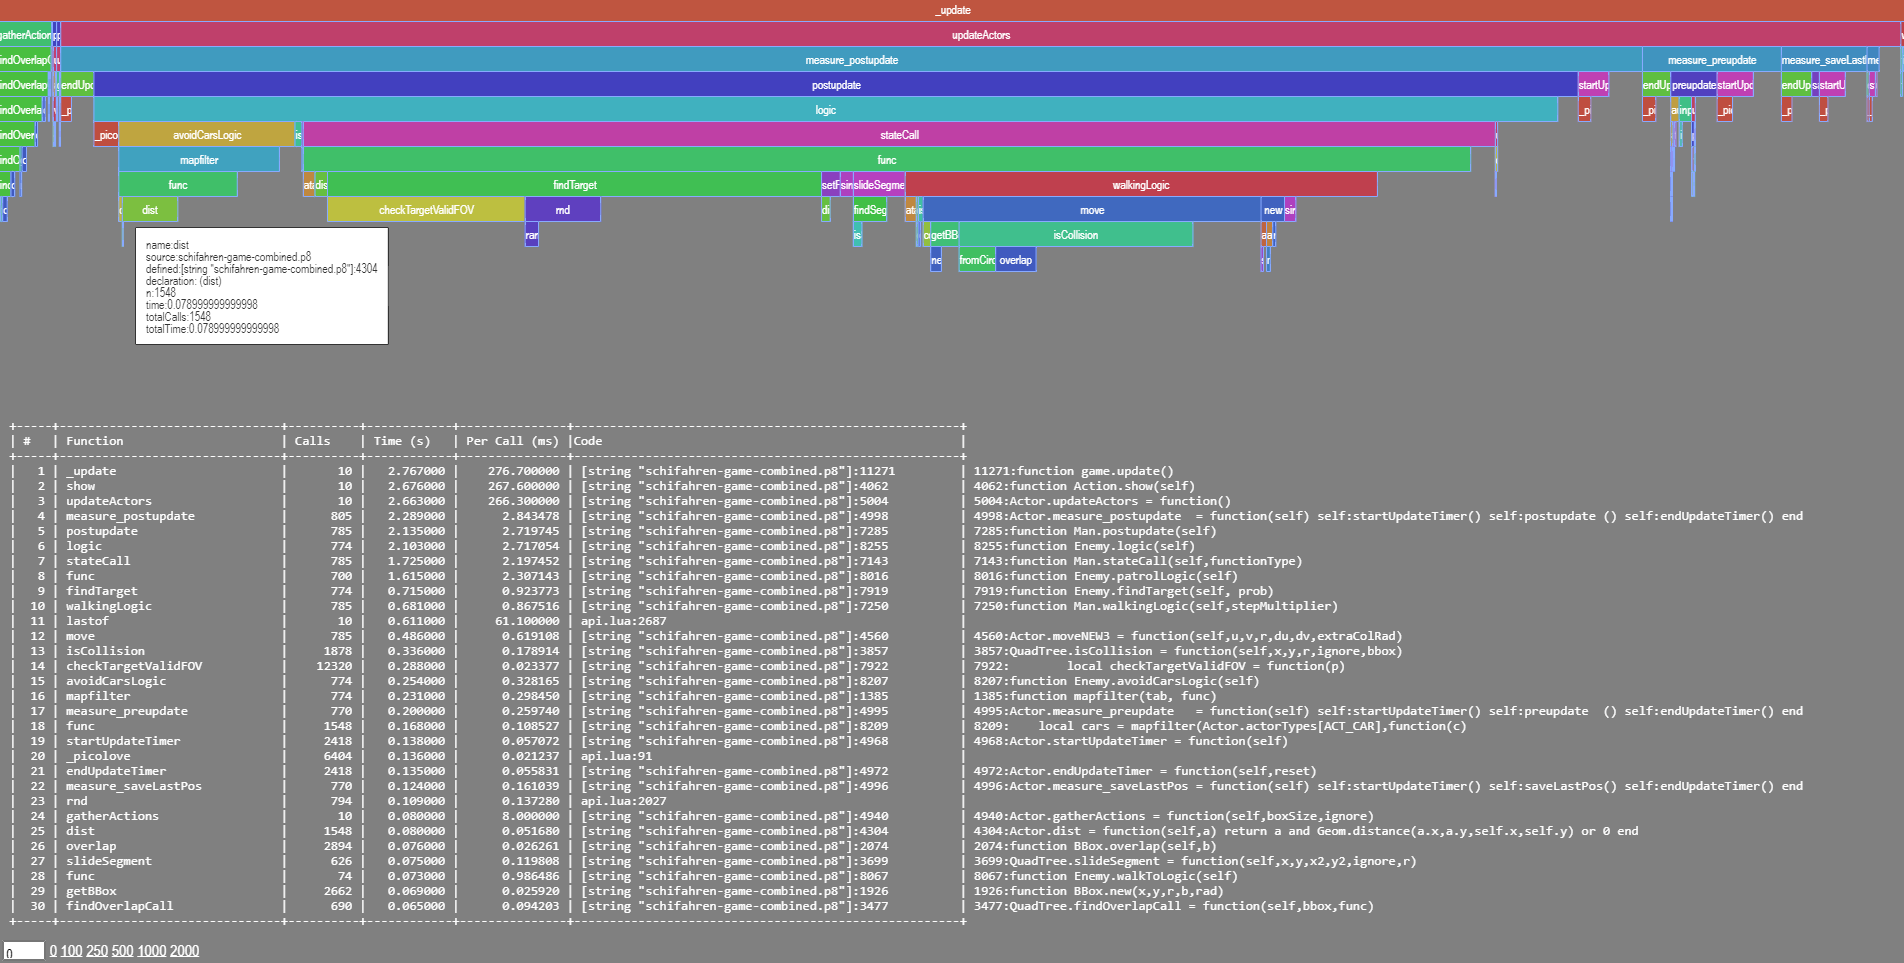 _update
gatherAction updateActors
measure_postupdate measure_preupdate measure_saveLast
endUpd postupdate startUp endUp preupdate startUpd endUp startU
logic
_pico avoidCarsLogic is stateCall
mapfilter func
func dis findTarget setF sin slideSegme walkingLogic
dist checkTargetValidFOV rnd di findSeg move new sir
ran is getBB isCollision
ne fromCirc overlap
name:dist
source:schifahren-game-combined.p8
defined:[string "schifahren-game-combined.p8"]:4304
declaration: (dist)
n:1548
time:0.078999999999998
totalCalls:1548
totalTime:0.078999999999998
| # | Function | Calls | Time (s) | Per Call (ms) |Code |
| 1 | _update | 10 | 2.767000 | 276.700000 | [string "schifahren-game-combined.p8"]:11271 | 11271:function game.update()
| 2 | show | 10 | 2.676000 | 267.600000 | [string "schifahren-game-combined.p8"]:4062 | 4062:function Action.show(self)
| 3 | updateActors | 10 | 2.663000 | 266.300000 | [string "schifahren-game-combined.p8"]:5004 | 5004:Actor.updateActors = function()
| 4 | measure_postupdate | 805 | 2.289000 | 2.843478 | [string "schifahren-game-combined.p8"]:4998 | 4998:Actor.measure_postupdate = function(self) self:startUpdateTimer() self:postupdate () self:endUpdateTimer() end
| 5 | postupdate | 785 | 2.135000 | 2.719745 | [string "schifahren-game-combined.p8"]:7285 | 7285:function Man.postupdate(self)
| 6 | logic | 774 | 2.103000 | 2.717054 | [string "schifahren-game-combined.p8"]:8255 | 8255:function Enemy.logic(self)
| 7 | stateCall | 785 | 1.725000 | 2.197452 | [string "schifahren-game-combined.p8"]:7143 | 7143:function Man.stateCall(self,functionType)
| 8 | func | 700 | 1.615000 | 2.307143 | [string "schifahren-game-combined.p8"]:8016 | 8016:function Enemy.patrolLogic(self)
| 9 | findTarget | 774 | 0.715000 | 0.923773 | [string "schifahren-game-combined.p8"]:7919 | 7919:function Enemy.findTarget(self, prob)
| 10 | walkingLogic | 785 | 0.681000 | 0.867516 | [string "schifahren-game-combined.p8"]:7250 | 7250:function Man.walkingLogic(self,stepMultiplier)
| 11 | lastof | 10 | 0.611000 | 61.100000 | api.lua:2687 |
| 12 | move | 785 | 0.486000 | 0.619108 | [string "schifahren-game-combined.p8"]:4560 | 4560:Actor.moveNEW3 = function(self,u,v,r,du,dv,extraColRad)
| 13 | isCollision | 1878 | 0.336000 | 0.178914 | [string "schifahren-game-combined.p8"]:3857 | 3857:QuadTree.isCollision = function(self,x,y,r,ignore,bbox)
| 14 | checkTargetValidFOV | 12320 | 0.288000 | 0.023377 | [string "schifahren-game-combined.p8"]:7922 | 7922: local checkTargetValidFOV = function(p)
| 15 | avoidCarsLogic | 774 | 0.254000 | 0.328165 | [string "schifahren-game-combined.p8"]:8207 | 8207:function Enemy.avoidCarsLogic(self)
| 16 | mapfilter | 774 | 0.231000 | 0.298450 | [string "schifahren-game-combined.p8"]:1385 | 1385:function mapfilter(tab, func)
| 17 | measure_preupdate | 770 | 0.200000 | 0.259740 | [string "schifahren-game-combined.p8"]:4995 | 4995:Actor.measure_preupdate = function(self) self:startUpdateTimer() self:preupdate () self:endUpdateTimer() end
| 18 | func | 1548 | 0.168000 | 0.108527 | [string "schifahren-game-combined.p8"]:8209 | 8209: local cars = mapfilter(Actor.actorTypes[ACT_CAR],function(c)
| 19 | startUpdateTimer | 2418 | 0.138000 | 0.057072 | [string "schifahren-game-combined.p8"]:4968 | 4968:Actor.startUpdateTimer = function(self)
| 20 | _picolove | 6404 | 0.136000 | 0.021237 | api.lua:91 |
| 21 | endUpdateTimer | 2418 | 0.135000 | 0.055831 | [string "schifahren-game-combined.p8"]:4972 | 4972:Actor.endUpdateTimer = function(self,reset)
| 22 | measure_saveLastPos | 770 | 0.124000 | 0.161039 | [string "schifahren-game-combined.p8"]:4996 | 4996:Actor.measure_saveLastPos = function(self) self:startUpdateTimer() self:saveLastPos() self:endUpdateTimer() end
| 23 | rnd | 794 | 0.109000 | 0.137280 | api.lua:2027 |
| 24 | gatherActions | 10 | 0.080000 | 8.000000 | [string "schifahren-game-combined.p8"]:4940 | 4940:Actor.gatherActions = function(self,boxSize,ignore)
| 25 | dist | 1548 | 0.080000 | 0.051680 | [string "schifahren-game-combined.p8"]:4304 | 4304:Actor.dist = function(self,a) return a and Geom.distance(a.x,a.y,self.x,self.y) or 0 end
| 26 | overlap | 2894 | 0.076000 | 0.026261 | [string "schifahren-game-combined.p8"]:2074 | 2074:function BBox.overlap(self,b)
| 27 | slideSegment | 626 | 0.075000 | 0.119808 | [string "schifahren-game-combined.p8"]:3699 | 3699:QuadTree.slideSegment = function(self,x,y,x2,y2,ignore,r)
| 28 | func | 74 | 0.073000 | 0.986486 | [string "schifahren-game-combined.p8"]:8067 | 8067:function Enemy.walkToLogic(self)
| 29 | getBBox | 2662 | 0.069000 | 0.025920 | [string "schifahren-game-combined.p8"]:1926 | 1926:function BBox.new(x,y,r,b,rad)
| 30 | findOverlapCall | 690 | 0.065000 | 0.094203 | [string "schifahren-game-combined.p8"]:3477 | 3477:QuadTree.findOverlapCall = function(self,bbox,func)
0 0 100 250 500 1000 2000